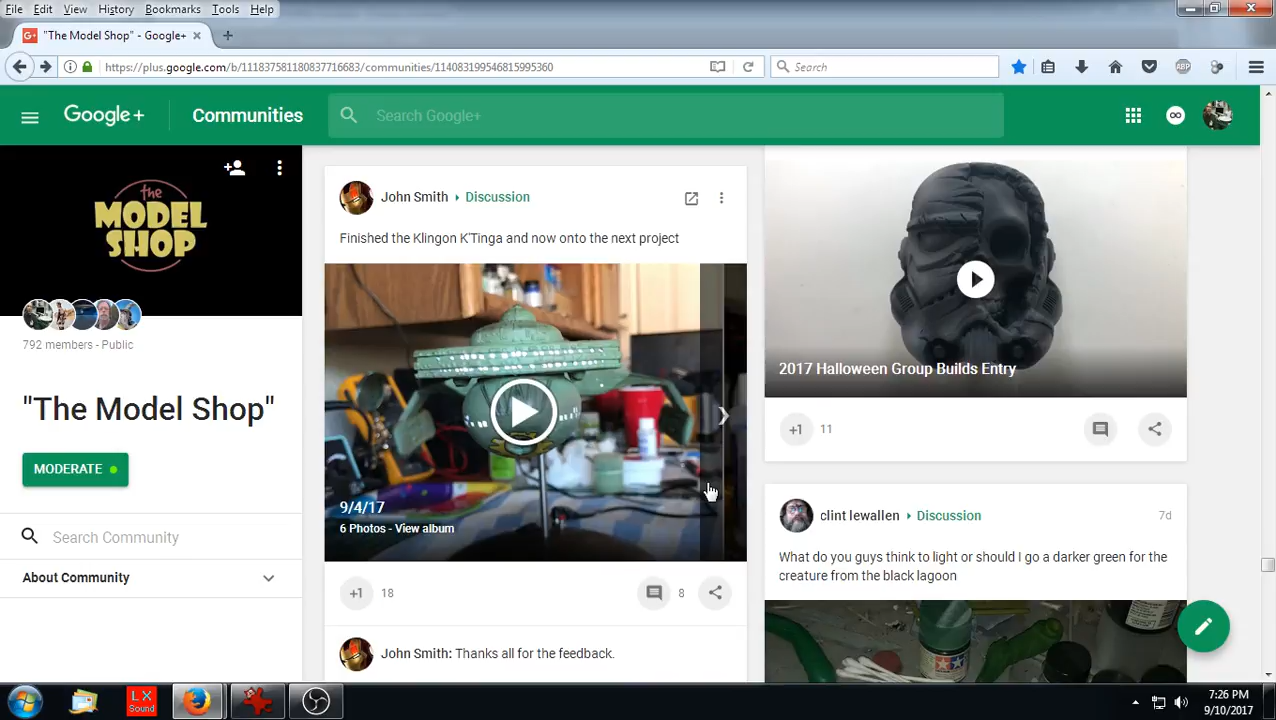 File Edit View History Bookmarks Tools Help
G+ "The Model Shop" - Google+
https://plus.google.com/b/111837581180837716683/communities/114083199546815995360
Search
ABP
Google+ Communities Search Google+
the
MODEL
SHOP
792 members - Public
"The Model Shop"
MODERATE
Search Community
About Community
John Smith Discussion
Finished the Klingon K'Tinga and now onto the next project
9/4/17
6 Photos - View album
+1 18 8
John Smith: Thanks all for the feedback.
2017 Halloween Group Builds Entry
+1 11
clint lewallen Discussion 7d
What do you guys think to light or should I go a darker green for the
creature from the black lagoon
TAMIYA
LX
Sound
7:26 PM
9/10/2017